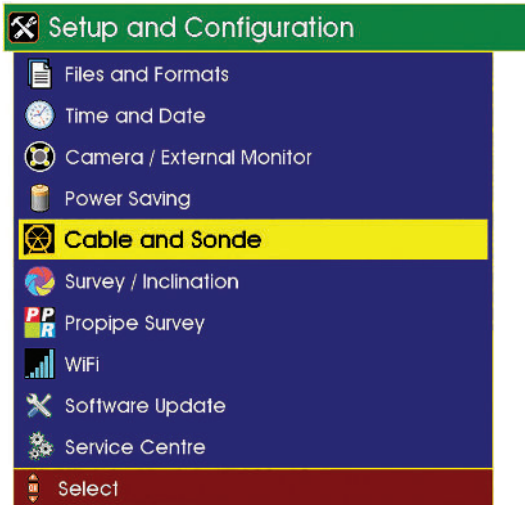 Setup and Configuration
Files and Formats
Time and Date
Camera / External Monitor
Power Saving
Cable and Sonde
Survey / Inclination
PP
R Propipe Survey
WiFi
Software Update
Service Centre
Select